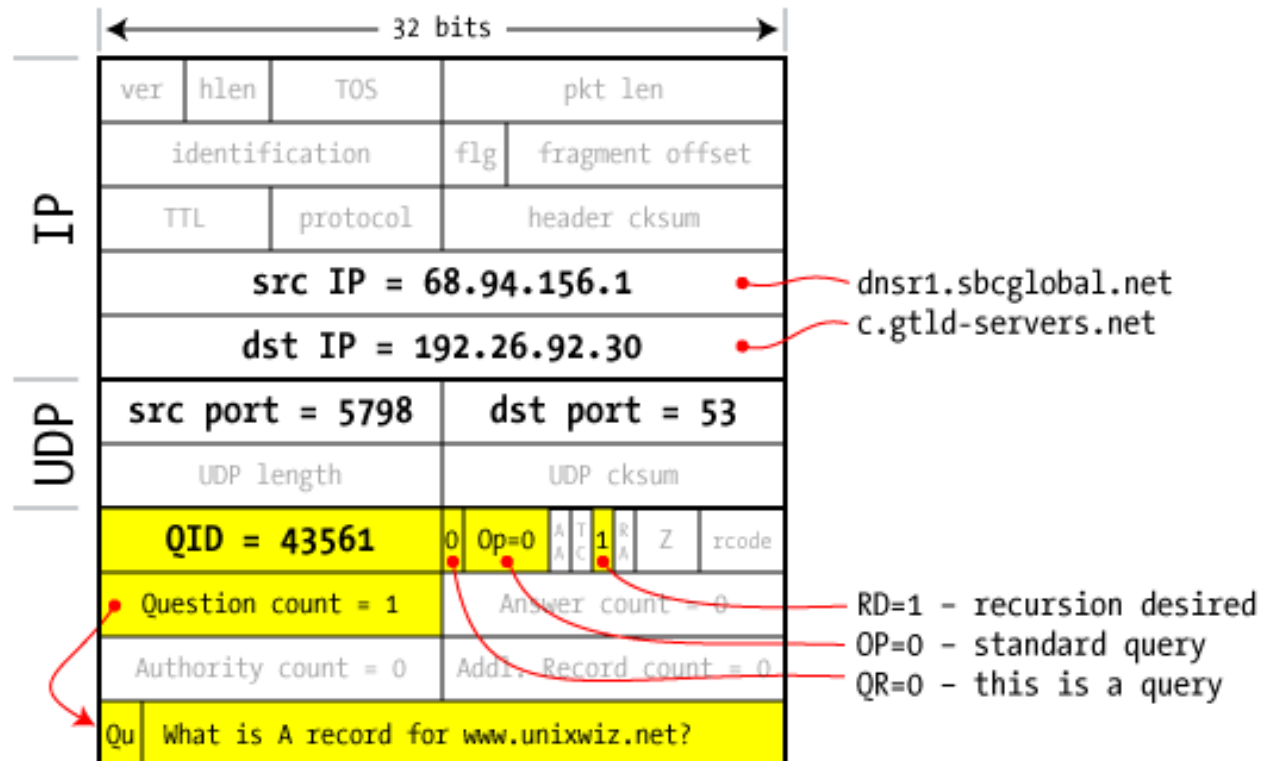 32 bits
ver hlen TOS pkt len
identification flg fragment offset
IP
TTL protocol header cksum
src IP = 68.94.156.1 dnsr1.sbcglobal.net
dst IP = 192.26.92.30 c.gtld-servers.net
UDP
src port = 5798 dst port = 53
UDP length UDP cksum
QID = 43561 0 Op=0 AA TC 1 RA Z rcode
Question count = 1 Answer count = 0 RD=1 – recursion desired
OP=0 – standard query
Authority count = 0 Addl. Record count = 0 QR=0 – this is a query
Qu What is A record for www.unixwiz.net?